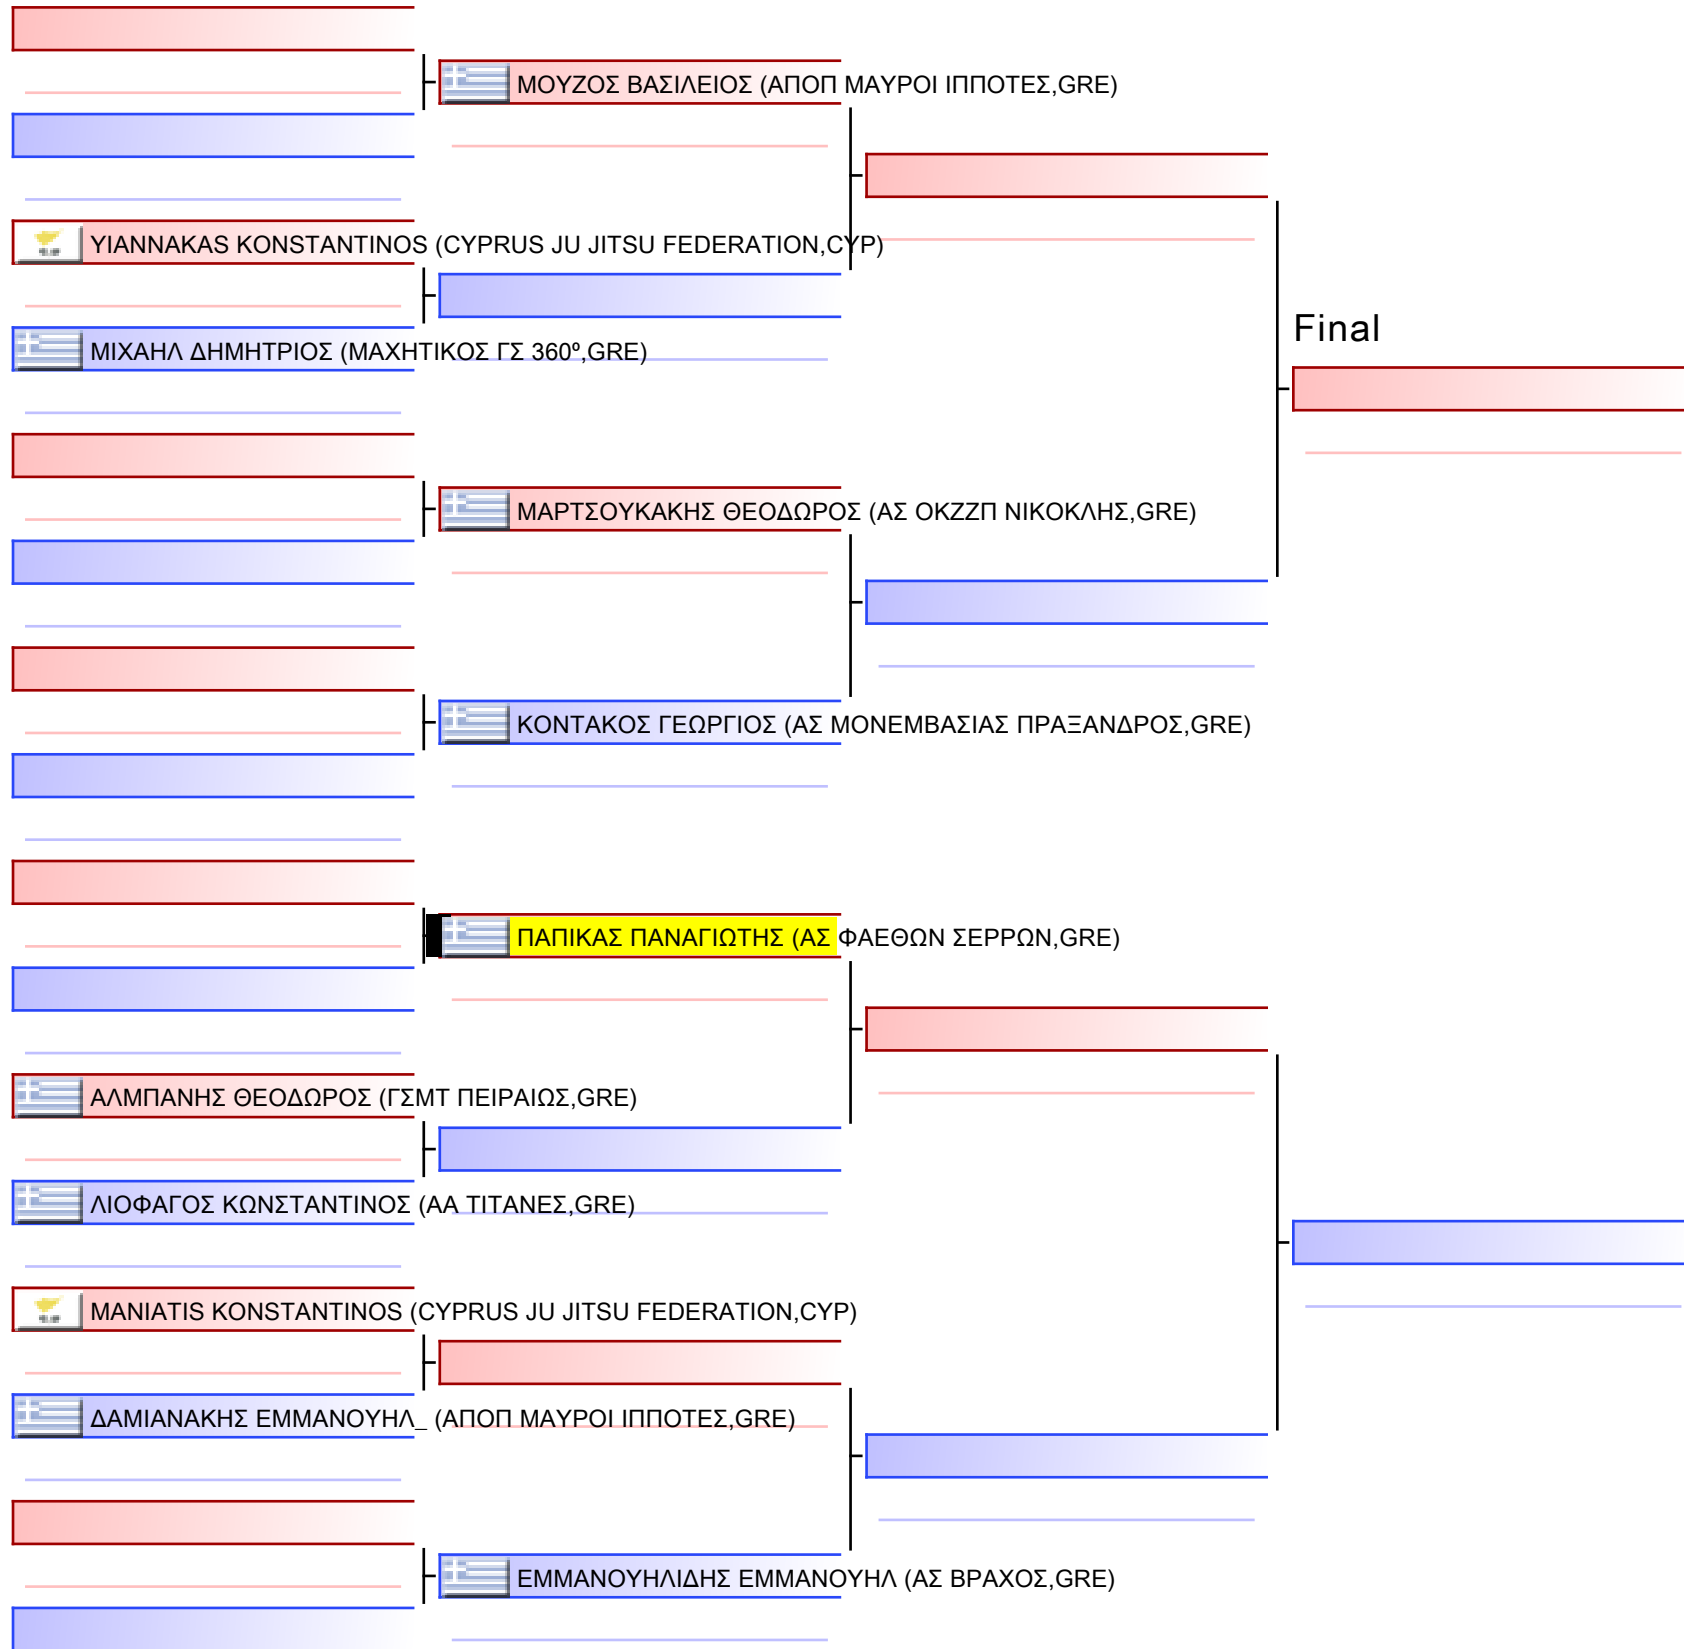 ΜΟΥΖΟΣ ΒΑΣΙΛΕΙΟΣ (ΑΠΟΠ ΜΑΥΡΟΙ ΙΠΠΟΤΕΣ,GRE)
YIANNAKAS KONSTANTINOS (CYPRUS JU JITSU FEDERATION,CYP)
Final
ΜΙΧΑΗΛ ΔΗΜΗΤΡΙΟΣ (ΜΑΧΗΤΙΚΟΣ ΓΣ 360º,GRE)
ΜΑΡΤΣΟΥΚΑΚΗΣ ΘΕΟΔΩΡΟΣ (ΑΣ ΟΚΖΖΠ ΝΙΚΟΚΛΗΣ,GRE)
ΚΟΝΤΑΚΟΣ ΓΕΩΡΓΙΟΣ (ΑΣ ΜΟΝΕΜΒΑΣΙΑΣ ΠΡΑΞΑΝΔΡΟΣ,GRE)
ΠΑΠΙΚΑΣ ΠΑΝΑΓΙΩΤΗΣ (ΑΣ ΦΑΕΘΩΝ ΣΕΡΡΩΝ,GRE)
ΑΛΜΠΑΝΗΣ ΘΕΟΔΩΡΟΣ (ΓΣΜΤ ΠΕΙΡΑΙΩΣ,GRE)
ΛΙΟΦΑΓΟΣ ΚΩΝΣΤΑΝΤΙΝΟΣ (ΑΑ ΤΙΤΑΝΕΣ,GRE)
MANIATIS KONSTANTINOS (CYPRUS JU JITSU FEDERATION,CYP)
ΔΑΜΙΑΝΑΚΗΣ ΕΜΜΑΝΟΥΗΛ_ (ΑΠΟΠ ΜΑΥΡΟΙ ΙΠΠΟΤΕΣ,GRE)
ΕΜΜΑΝΟΥΗΛΙΔΗΣ ΕΜΜΑΝΟΥΗΛ (ΑΣ ΒΡΑΧΟΣ,GRE)